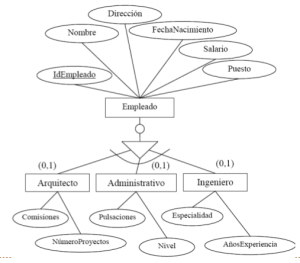 Dirección
Nombre
FechaNacimiento
Salario
IdEmpleado
Puesto
Empleado
(0,1)
(0,1)
(0,1)
Arquitecto
Administrativo
Ingeniero
Comisiones
Pulsaciones
Especialidad
NúmeroProyectos
Nivel
AñosExperiencia